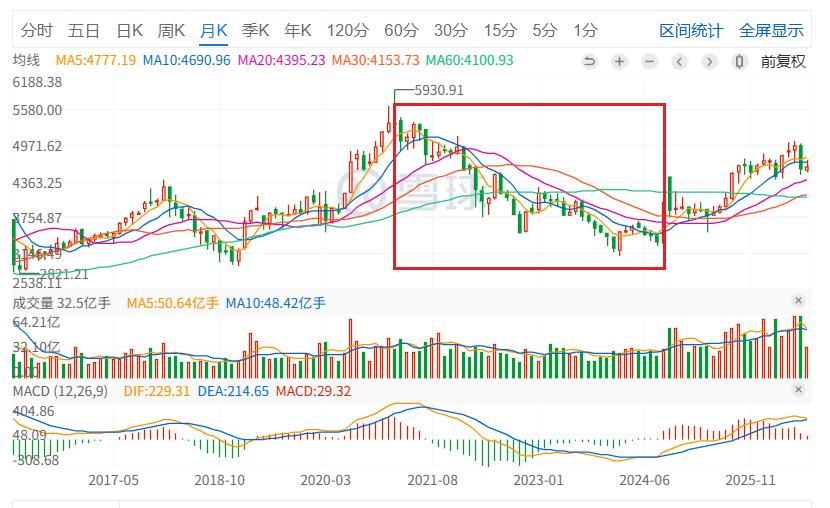 分时 五日 日K 周K 月K 季K 年K 120分 60分 30分 15分 5分 1分 区间统计 全屏显示
均线 MA5:4777.19 MA10:4690.96 MA20:4395.23 MA30:4153.73 MA60:4100.93 前复权
6188.38
5930.91
5580.00
4971.62
4363.25
雪球
3754.87
3146.49
2821.21
2538.11
成交量 32.5亿手 MA5:50.64亿手 MA10:48.42亿手
64.21亿
32.10亿
MACD (12,26,9) DIF:229.31 DEA:214.65 MACD:29.32
404.86
48.09
-308.68
2017-05 2018-10 2020-03 2021-08 2023-01 2024-06 2025-11